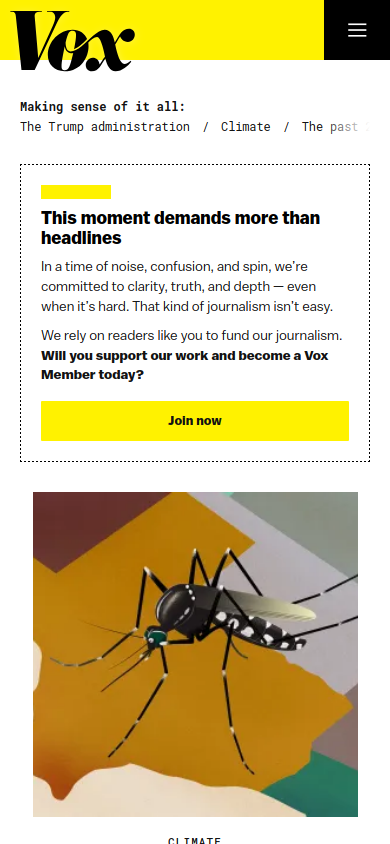 Vox
Making sense of it all:
The Trump administration / Climate / The past
This moment demands more than
headlines
In a time of noise, confusion, and spin, we're
committed to clarity, truth, and depth — even
when it's hard. That kind of journalism isn't easy.
We rely on readers like you to fund our journalism.
Will you support our work and become a Vox
Member today?
Join now
CLIMATE